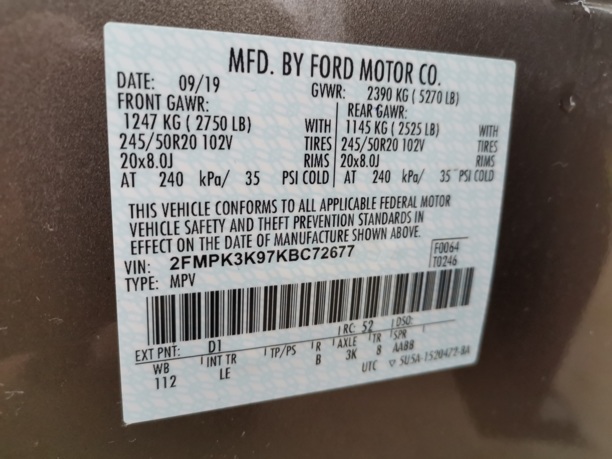 MFD. BY FORD MOTOR CO.
DATE: 09/19 GVWR: 2390 KG ( 5270 LB)
FRONT GAWR: REAR GAWR:
1247 KG ( 2750 LB) WITH 1145 KG ( 2525 LB) WITH
245/50R20 102V TIRES 245/50R20 102V TIRES
20x8.0J RIMS 20x8.0J RIMS
AT 240 kPa/ 35 PSI COLD AT 240 kPa/ 35 PSI COLD
THIS VEHICLE CONFORMS TO ALL APPLICABLE FEDERAL MOTOR
VEHICLE SAFETY AND THEFT PREVENTION STANDARDS IN
EFFECT ON THE DATE OF MANUFACTURE SHOWN ABOVE.
VIN: 2FMPK3K97KBC72677 F0064
TYPE: MPV T0246
EXT PNT: D1 RC: 52 DSO:
WB INT TR TP/PS R AXLE TR SPR
112 LE B 3K 8 AABB
UTC ▽ 5U5A-1520472-BA